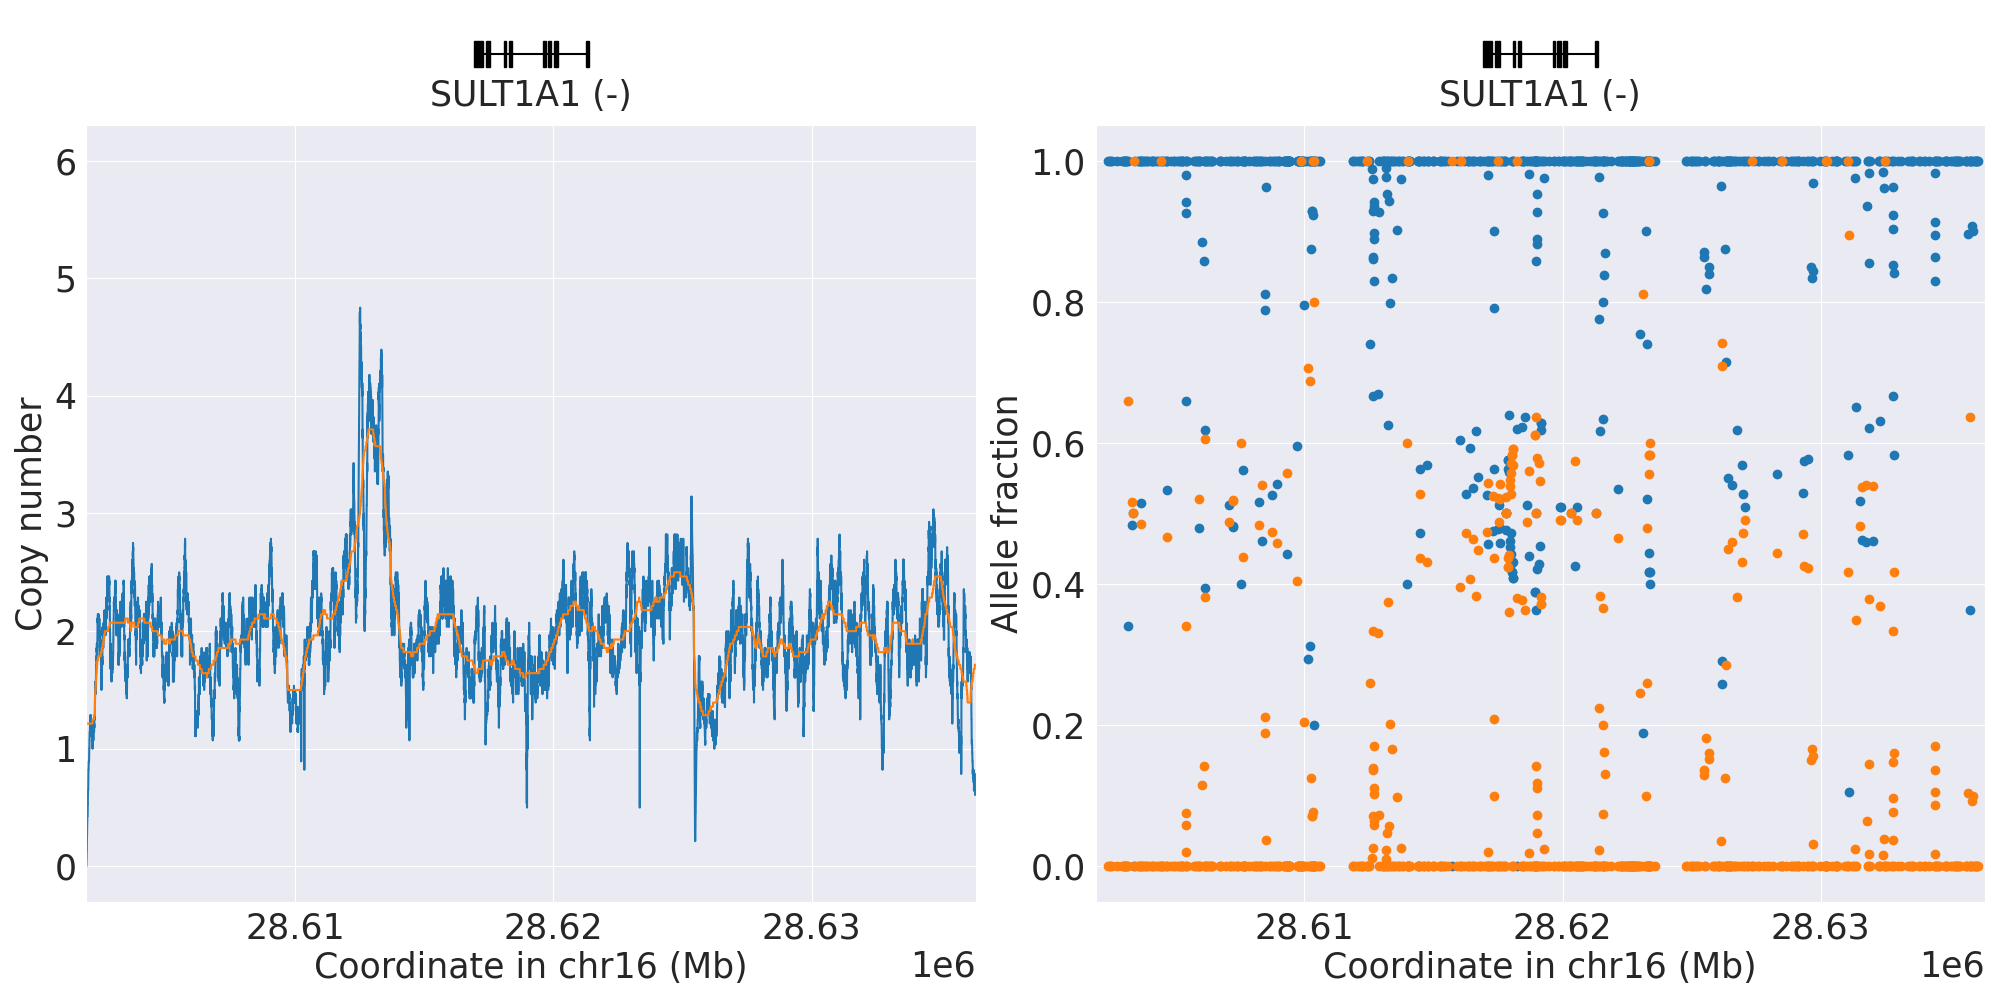 SULT1A1 (-)
6
5
4
3
2
1
0
Copy number
28.61
28.62
28.63
Coordinate in chr16 (Mb)
1e6
SULT1A1 (-)
1.0
0.8
0.6
0.4
0.2
0.0
Allele fraction
28.61
28.62
28.63
Coordinate in chr16 (Mb)
1e6